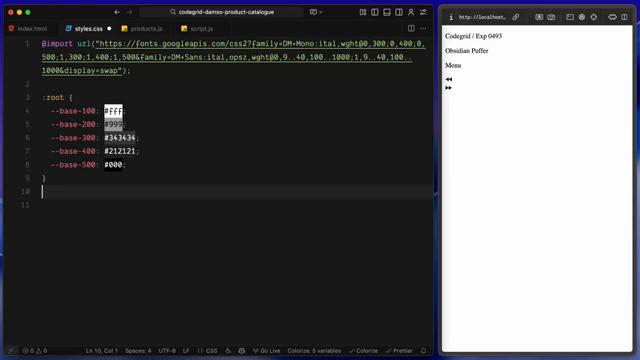 codegrid-damso-product-catalogue
index.html
styles.css
products.js
script.js
1 @import url("https://fonts.googleapis.com/css2?family=DM+Mono:ital,wght@0,300;0,400;0,
500;1,300;1,400;1,500&family=DM+Sans:ital,opsz,wght@0,9..40,100..1000;1,9..40,100..
1000&display=swap");
2
3 :root {
4 --base-100: #fff;
5 --base-200: #999;
6 --base-300: #343434;
7 --base-400: #212121;
8 --base-500: #000;
9 }
10
11
0 0 0
Ln 10, Col 1 Spaces: 4 UTF-8 LF {} CSS Go Live Colorize: 5 variables Colorize Prettier
http://localhost...
Codegrid / Exp 0493
Obsidian Puffer
Menu